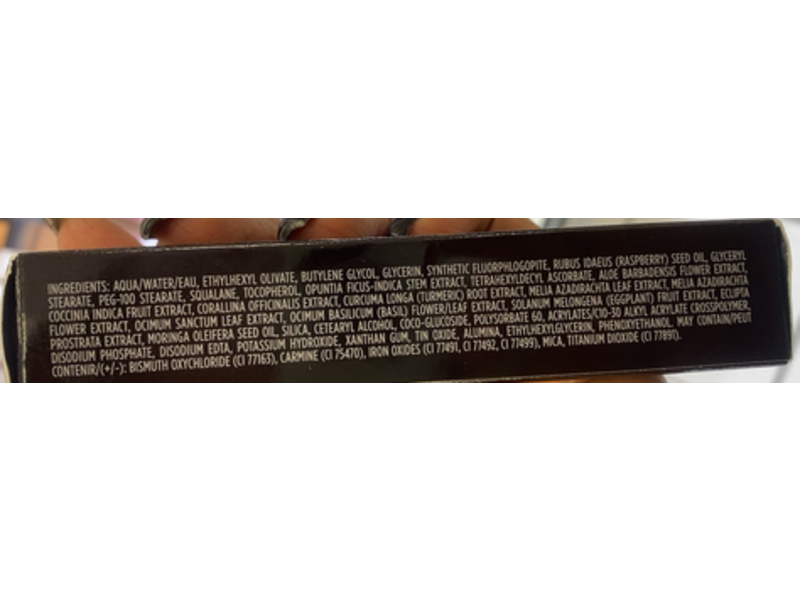 INGREDIENTS: AQUA/WATER/EAU, ETHYLHEXYL OLIVATE, BUTYLENE GLYCOL, GLYCERIN, SYNTHETIC FLUORPHLOGOPITE, RUBUS IDAEUS (RASPBERRY) SEED OIL, GLYCERYL
STEARATE, PEG-100 STEARATE, SQUALANE, TOCOPHEROL, OPUNTIA FICUS-INDICA STEM EXTRACT, TETRAHEXYLDECYL ASCORBATE, ALOE BARBADENSIS FLOWER EXTRACT,
COCCINIA INDICA FRUIT EXTRACT, CORALLINA OFFICINALIS EXTRACT, CURCUMA LONGA (TURMERIC) ROOT EXTRACT, MELIA AZADIRACHTA LEAF EXTRACT, MELIA AZADIRACHTA
FLOWER EXTRACT, OCIMUM SANCTUM LEAF EXTRACT, OCIMUM BASILICUM (BASIL) FLOWER/LEAF EXTRACT, SOLANUM MELONGENA (EGGPLANT) FRUIT EXTRACT, ECLIPTA
PROSTRATA EXTRACT, MORINGA OLEIFERA SEED OIL, SILICA, CETEARYL ALCOHOL, COCO-GLUCOSIDE, POLYSORBATE 60, ACRYLATES/C10-30 ALKYL ACRYLATE CROSSPOLYMER,
DISODIUM PHOSPHATE, DISODIUM EDTA, POTASSIUM HYDROXIDE, XANTHAN GUM, TIN OXIDE, ALUMINA, ETHYLHEXYLGLYCERIN, PHENOXYETHANOL. MAY CONTAIN/PEUT
CONTENIR/(+/-): BISMUTH OXYCHLORIDE (CI 77163), CARMINE (CI 75470), IRON OXIDES (CI 77491, CI 77492, CI 77499), MICA, TITANIUM DIOXIDE (CI 77891).